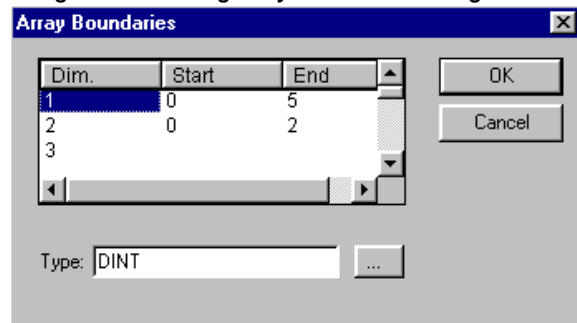 Array Boundaries
Dim. Start End
1 0 5
2 0 2
3
OK
Cancel
Type: DINT ...